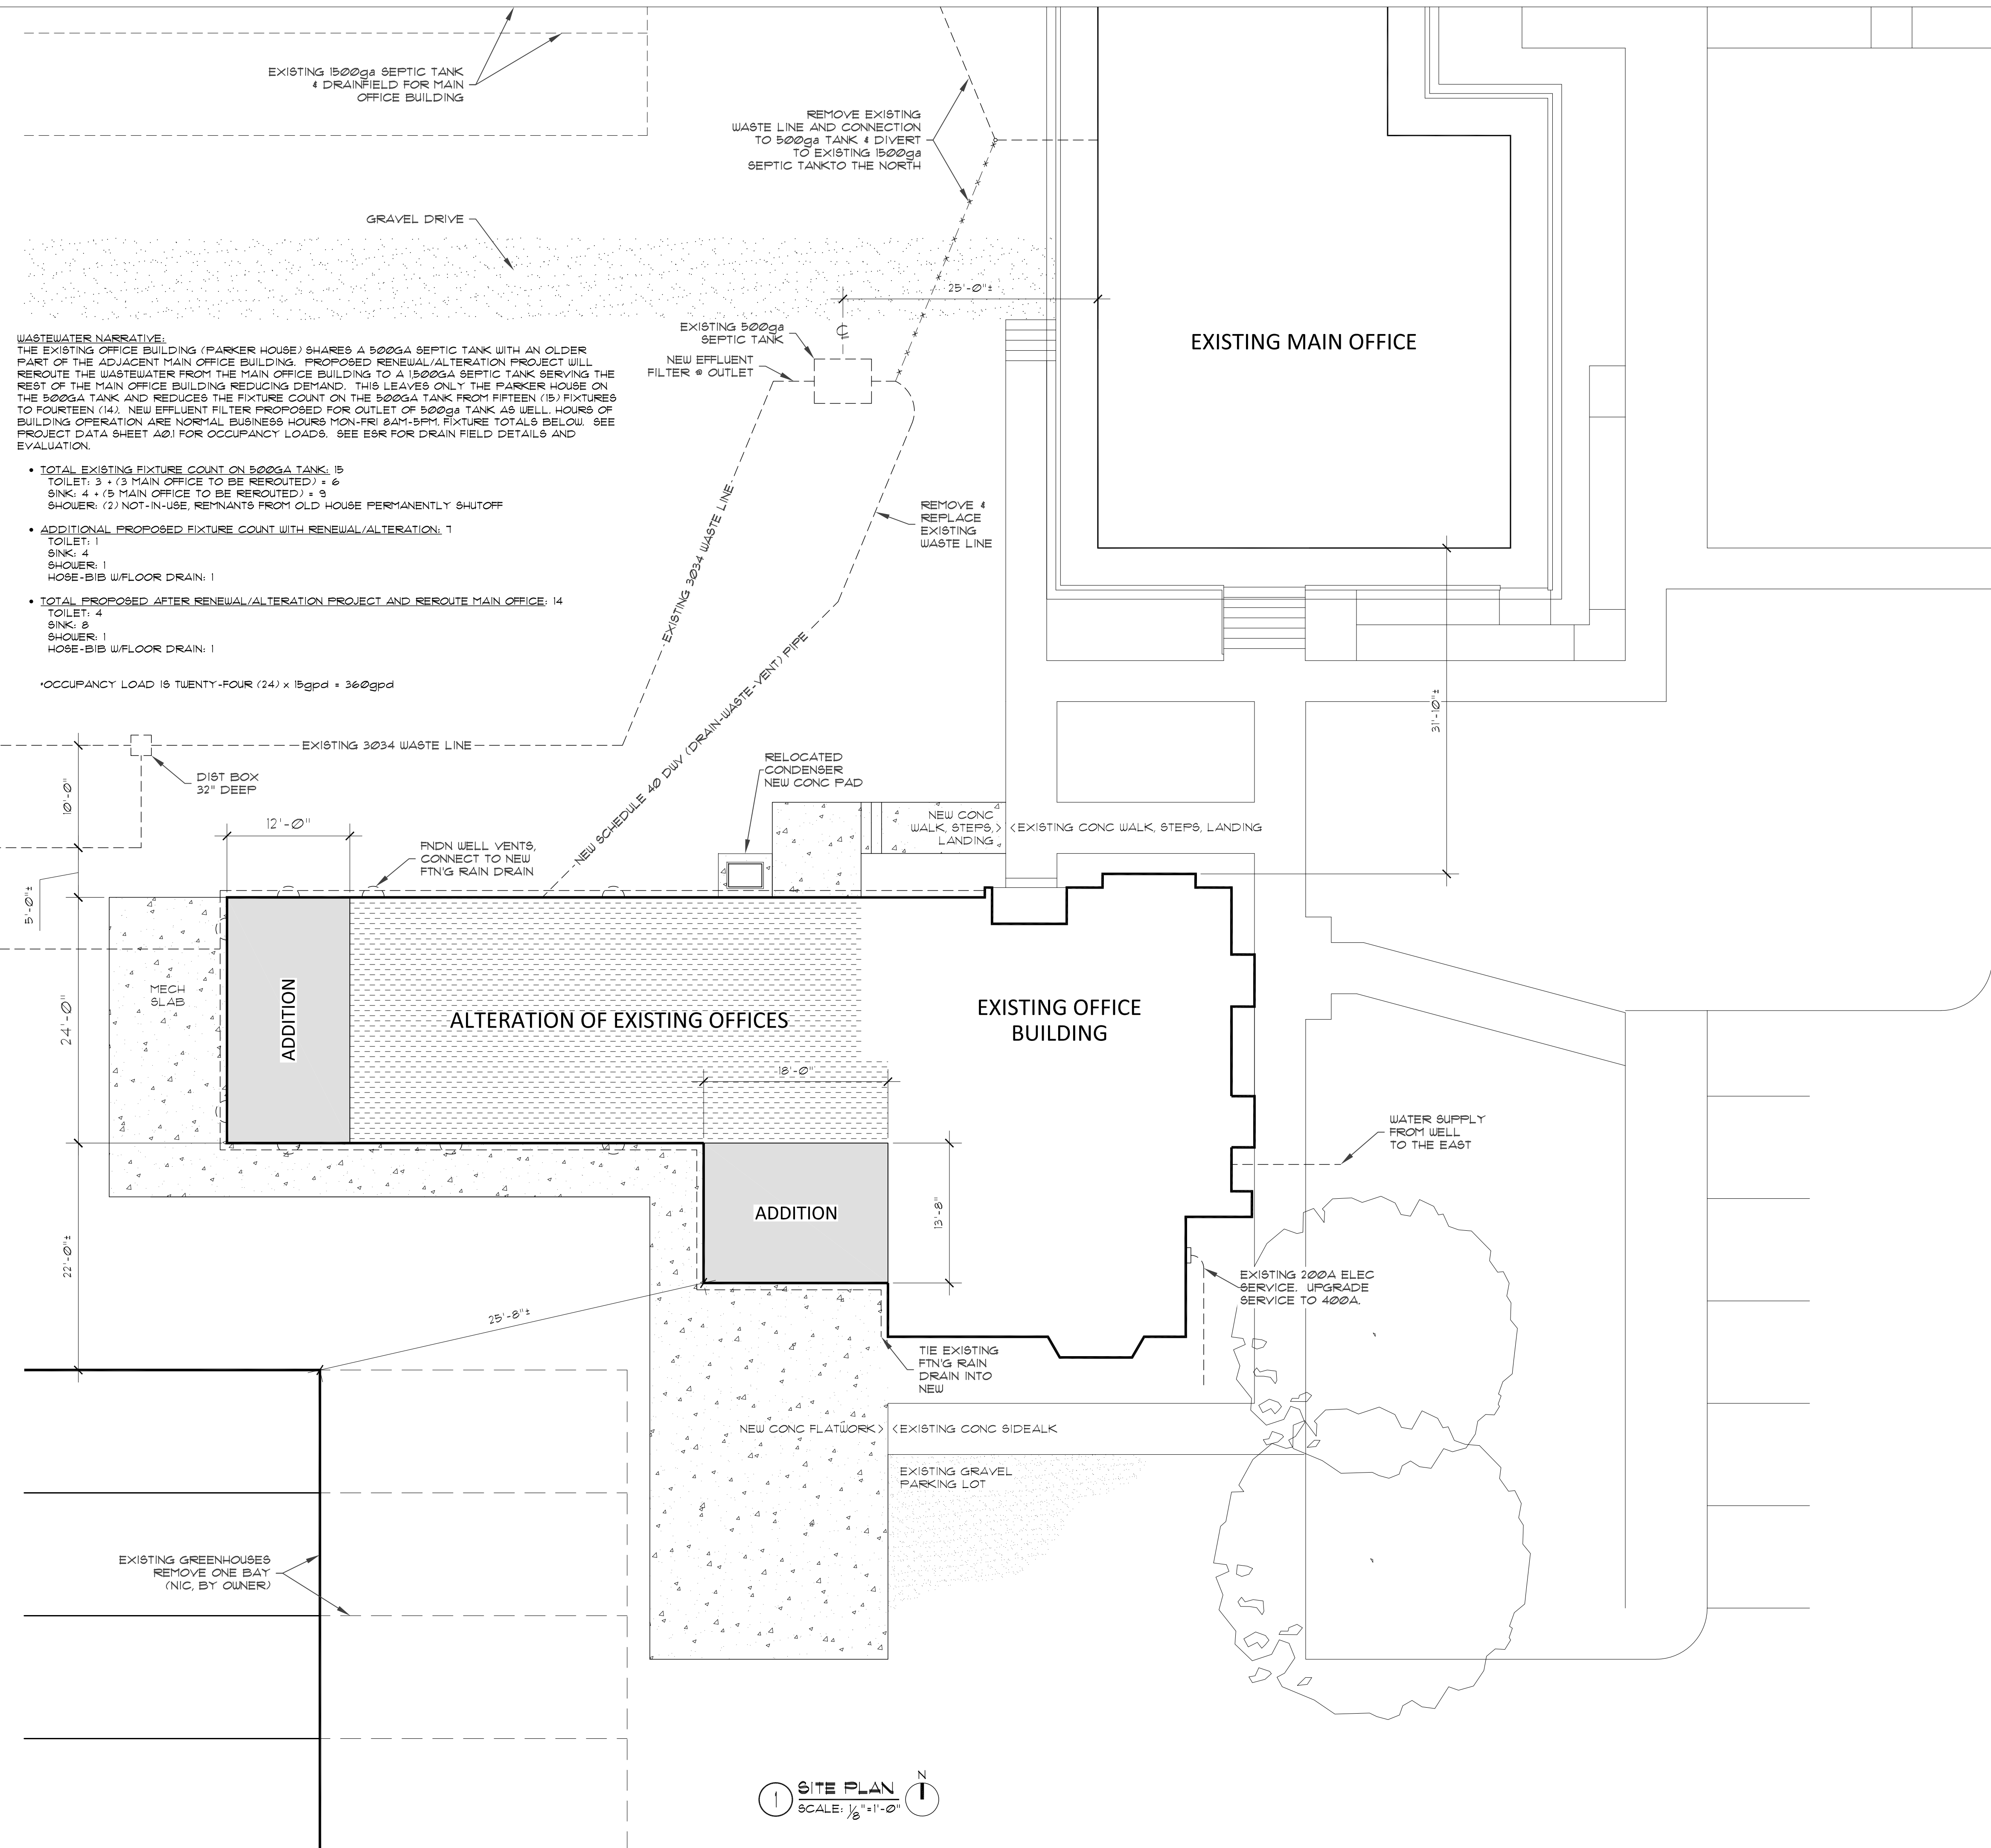 EXISTING 1500ga SEPTIC TANK
& DRAINFIELD FOR MAIN
OFFICE BUILDING
REMOVE EXISTING
WASTE LINE AND CONNECTION
TO 500ga TANK & DIVERT
TO EXISTING 1500ga
SEPTIC TANKTO THE NORTH
GRAVEL DRIVE
25'-0"±
EXISTING MAIN OFFICE
EXISTING 500ga
SEPTIC TANK
NEW EFFLUENT
FILTER @ OUTLET
WASTEWATER NARRATIVE:
THE EXISTING OFFICE BUILDING (PARKER HOUSE) SHARES A 500GA SEPTIC TANK WITH AN OLDER
PART OF THE ADJACENT MAIN OFFICE BUILDING. PROPOSED RENEWAL/ALTERATION PROJECT WILL
REROUTE THE WASTEWATER FROM THE MAIN OFFICE BUILDING TO A 1,500GA SEPTIC TANK SERVING THE
REST OF THE MAIN OFFICE BUILDING REDUCING DEMAND. THIS LEAVES ONLY THE PARKER HOUSE ON
THE 500GA TANK AND REDUCES THE FIXTURE COUNT ON THE 500GA TANK FROM FIFTEEN (15) FIXTURES
TO FOURTEEN (14). NEW EFFLUENT FILTER PROPOSED FOR OUTLET OF 500ga TANK AS WELL. HOURS OF
BUILDING OPERATION ARE NORMAL BUSINESS HOURS MON-FRI 8AM-5PM. FIXTURE TOTALS BELOW. SEE
PROJECT DATA SHEET A0.1 FOR OCCUPANCY LOADS. SEE ESR FOR DRAIN FIELD DETAILS AND
EVALUATION.
• TOTAL EXISTING FIXTURE COUNT ON 500GA TANK: 15
TOILET: 3 + (3 MAIN OFFICE TO BE REROUTED) = 6
SINK: 4 + (5 MAIN OFFICE TO BE REROUTED) = 9
SHOWER: (2) NOT-IN-USE, REMNANTS FROM OLD HOUSE PERMANENTLY SHUTOFF
• ADDITIONAL PROPOSED FIXTURE COUNT WITH RENEWAL/ALTERATION: 7
TOILET: 1
SINK: 4
SHOWER: 1
HOSE-BIB W/FLOOR DRAIN: 1
• TOTAL PROPOSED AFTER RENEWAL/ALTERATION PROJECT AND REROUTE MAIN OFFICE: 14
TOILET: 4
SINK: 8
SHOWER: 1
HOSE-BIB W/FLOOR DRAIN: 1
*OCCUPANCY LOAD IS TWENTY-FOUR (24) x 15gpd = 360gpd
EXISTING 3034 WASTE LINE
REMOVE &
REPLACE
EXISTING
WASTE LINE
NEW SCHEDULE 40 DWV (DRAIN-WASTE-VENT) PIPE
31'-10"±
EXISTING 3034 WASTE LINE
DIST BOX
32" DEEP
10'-0"
5'-0"±
12'-0"
FNDN WELL VENTS,
CONNECT TO NEW
FTN'G RAIN DRAIN
RELOCATED
CONDENSER
NEW CONC PAD
NEW CONC
WALK, STEPS,>
LANDING
<EXISTING CONC WALK, STEPS, LANDING
MECH
SLAB
24'-0"
ADDITION
ALTERATION OF EXISTING OFFICES
EXISTING OFFICE
BUILDING
18'-0"
WATER SUPPLY
FROM WELL
TO THE EAST
ADDITION
13'-8"
22'-0"±
25'-8"±
EXISTING 200A ELEC
SERVICE. UPGRADE
SERVICE TO 400A.
TIE EXISTING
FTN'G RAIN
DRAIN INTO
NEW
NEW CONC FLATWORK> <EXISTING CONC SIDEALK
EXISTING GRAVEL
PARKING LOT
EXISTING GREENHOUSES
REMOVE ONE BAY
(NIC, BY OWNER)
1
SITE PLAN
SCALE: 1/8"=1'-0"
N